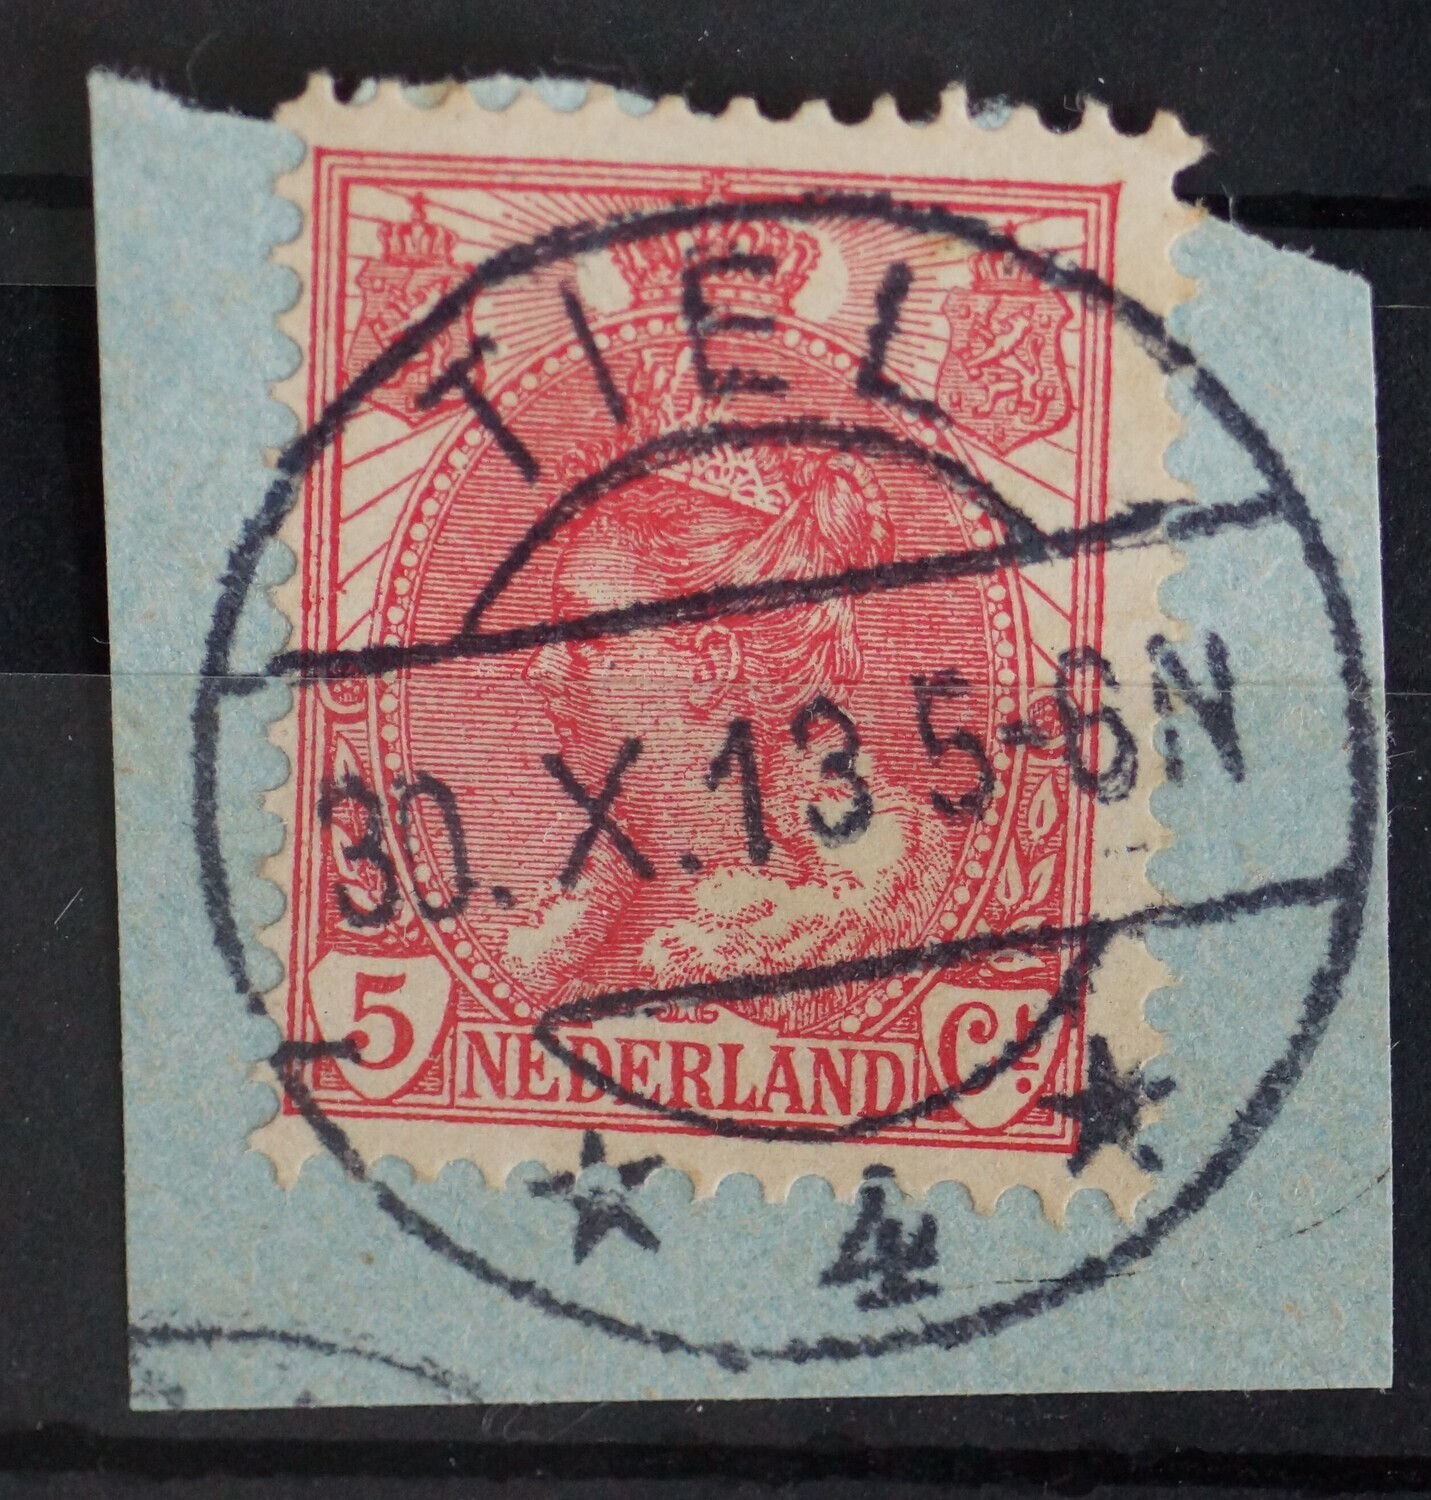 TIEL
30.X.13 5-6N
5 NEDERLAND Ct.
4